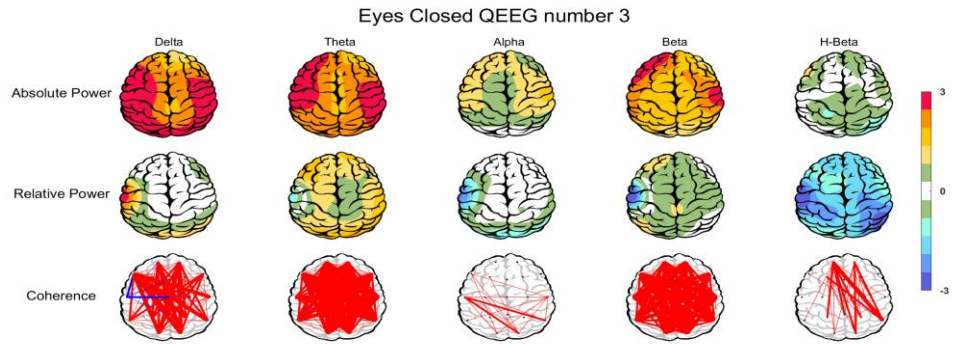 Eyes Closed QEEG number 3
Delta Theta Alpha Beta H-Beta
Absolute Power
Relative Power
Coherence
3
0
-3